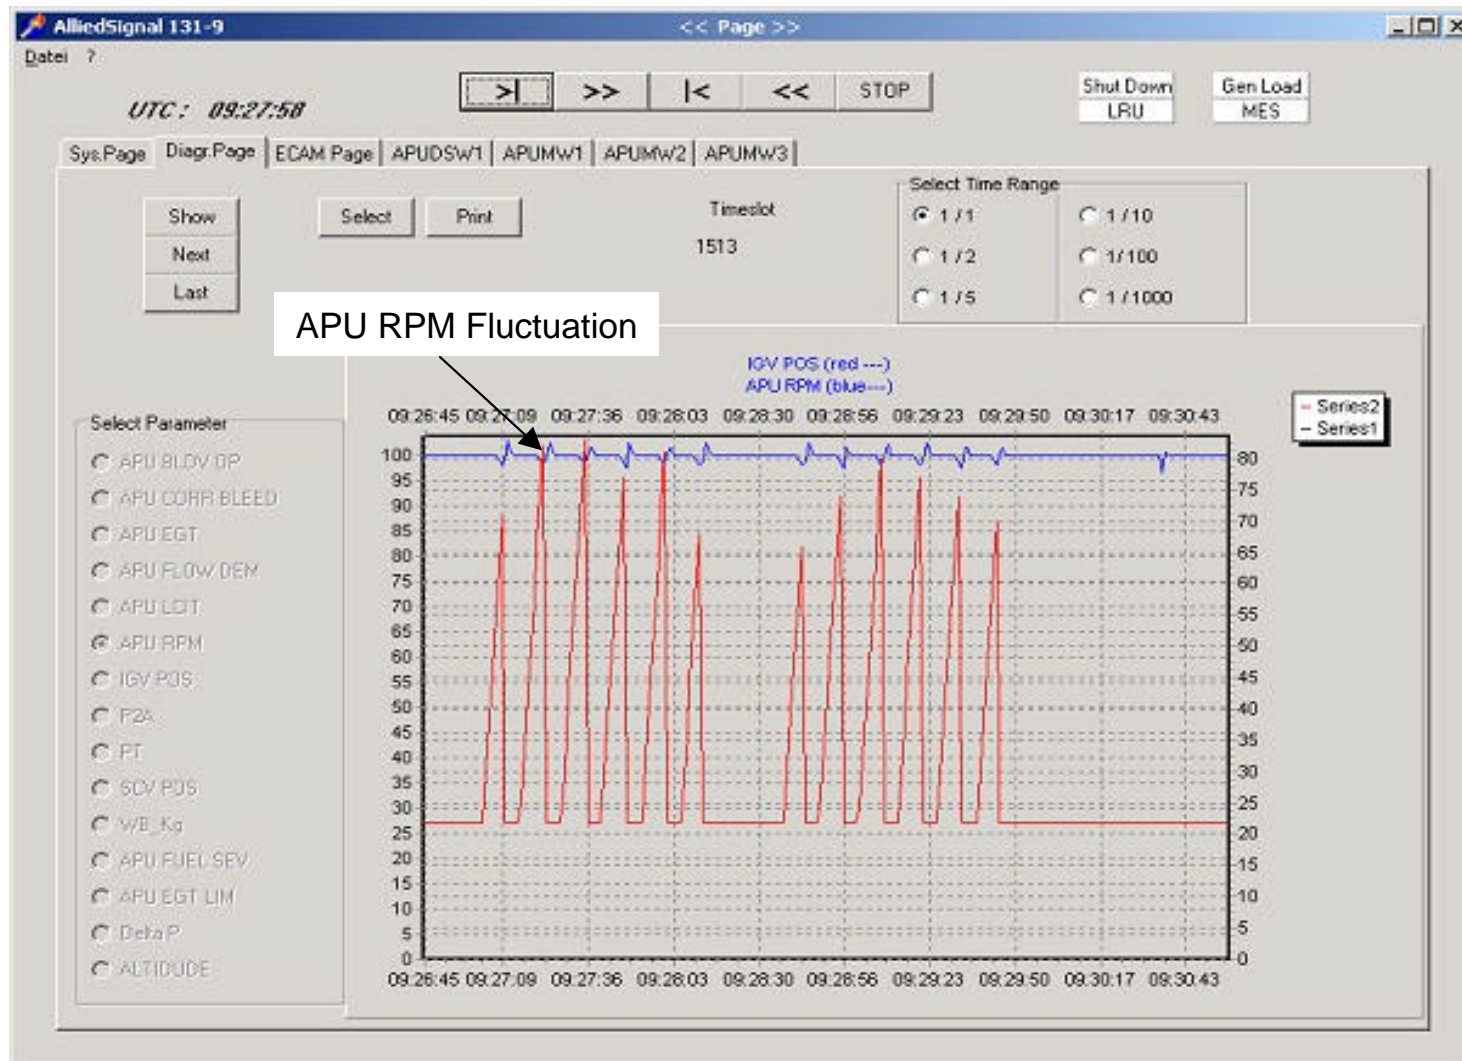 AlliedSignal 131-9
<< Page >>
Datei ?
>| >> |< << STOP
Shut Down
LRU
Gen Load
MES
UTC : 09:27:58
Sys.Page Diagr.Page ECAM Page APUDSW1 APUMW1 APUMW2 APUMW3
Show
Next
Last
Select Print
Timeslot
1513
Select Time Range
1 / 1 1 / 10
1 / 2 1/ 100
1 / 5 1 / 1000
APU RPM Fluctuation
IGV POS (red ---)
APU RPM (blue---)
09:26:45 09:27:09 09:27:36 09:28:03 09:28:30 09:28:56 09:29:23 09:29:50 09:30:17 09:30:43
Series2
Series1
Select Parameter
APU BLDV OP
APU CORR BLEED
APU EGT
APU FLOW DEM
APU LCIT
APU RPM
IGV POS
P2A
PT
SCV POS
WB_Kg
APU FUEL SEV
APU EGT LIM
Delta P
ALTIDUDE
100
95
90
85
80
75
70
65
60
55
50
45
40
35
30
25
20
15
10
5
0
80
75
70
65
60
55
50
45
40
35
30
25
20
15
10
5
0
09:26:45 09:27:09 09:27:36 09:28:03 09:28:30 09:28:56 09:29:23 09:29:50 09:30:17 09:30:43